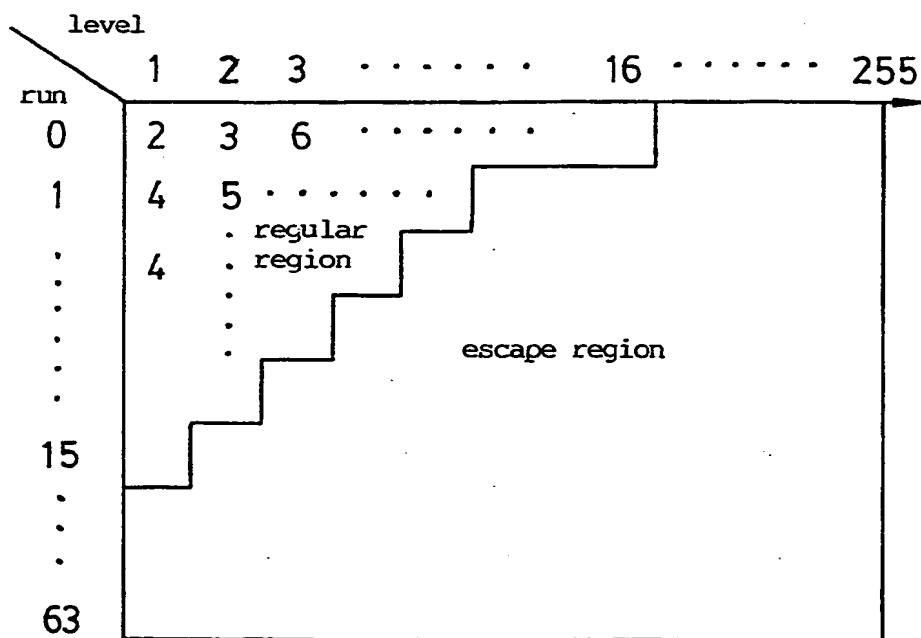 level
1 2 3 · · · · · · 16 · · · · · · 255
run
0 2 3 6 · · · · · ·
1 4 5 · · · · · ·
regular
4 region
escape region
15
63